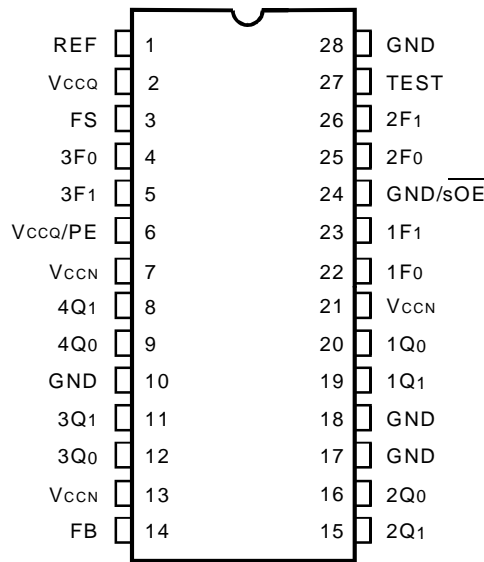 REF 1 28 GND
VCCQ 2 27 TEST
FS 3 26 2F1
3F0 4 25 2F0
3F1 5 24 GND/s͞O͞E
VCCQ/PE 6 23 1F1
VCCN 7 22 1F0
4Q1 8 21 VCCN
4Q0 9 20 1Q0
GND 10 19 1Q1
3Q1 11 18 GND
3Q0 12 17 GND
VCCN 13 16 2Q0
FB 14 15 2Q1